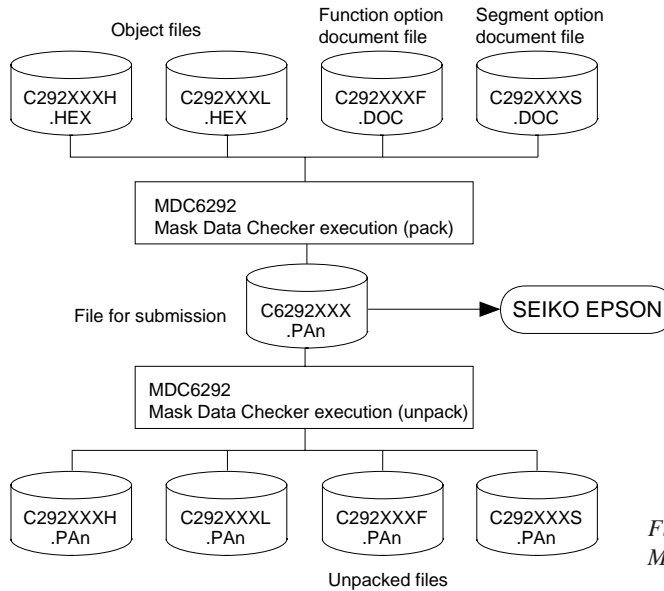 Object files
Function option
document file
Segment option
document file
C292XXXH
.HEX
C292XXXL
.HEX
C292XXXF
.DOC
C292XXXS
.DOC
MDC6292
Mask Data Checker execution (pack)
File for submission
C6292XXX
.PAn
SEIKO EPSON
MDC6292
Mask Data Checker execution (unpack)
C292XXXH
.PAn
C292XXXL
.PAn
C292XXXF
.PAn
C292XXXS
.PAn
Unpacked files